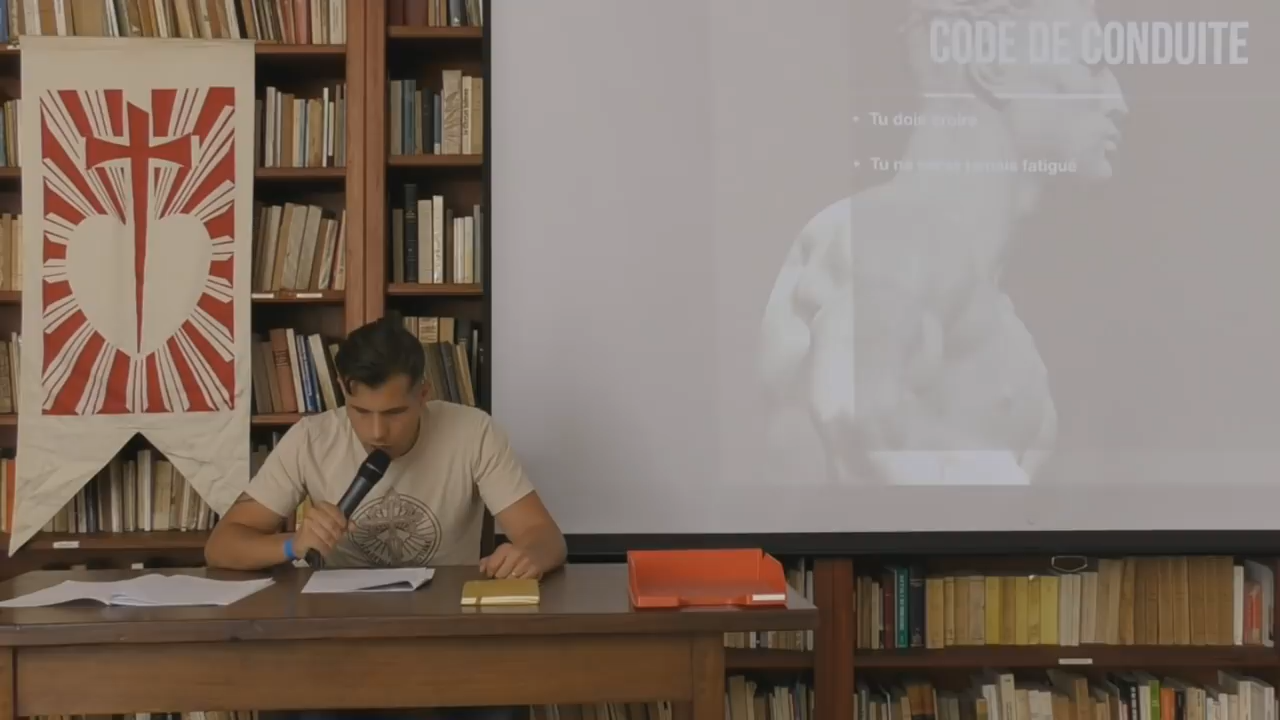 CODE DE CONDUITE
• Tu dois croire
• Tu ne seras jamais fatigué